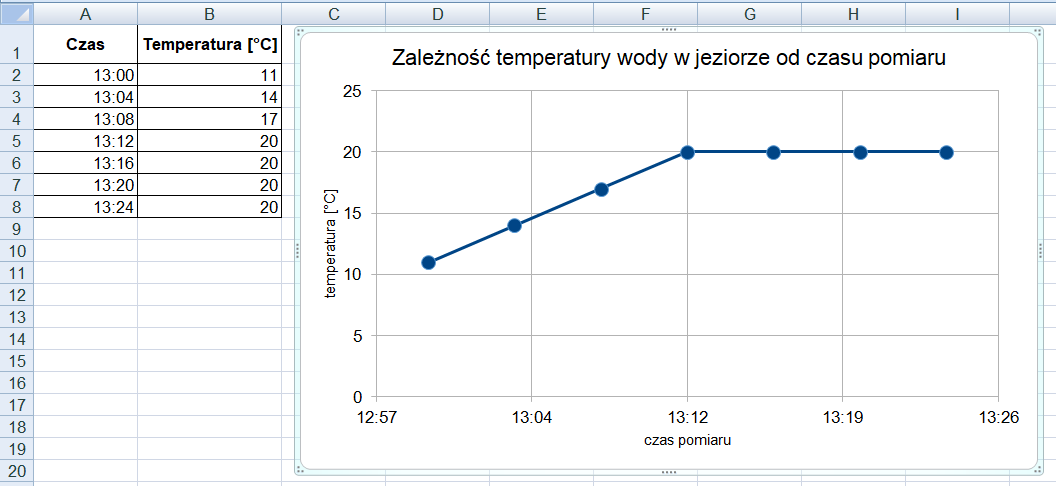 A B C D E F G H I
1 Czas Temperatura [°C]
2 13:00 11
3 13:04 14
4 13:08 17
5 13:12 20
6 13:16 20
7 13:20 20
8 13:24 20
9
10
11
12
13
14
15
16
17
18
19
20
Zależność temperatury wody w jeziorze od czasu pomiaru
temperatura [°C]
25
20
15
10
5
0
12:57 13:04 13:12 13:19 13:26
czas pomiaru